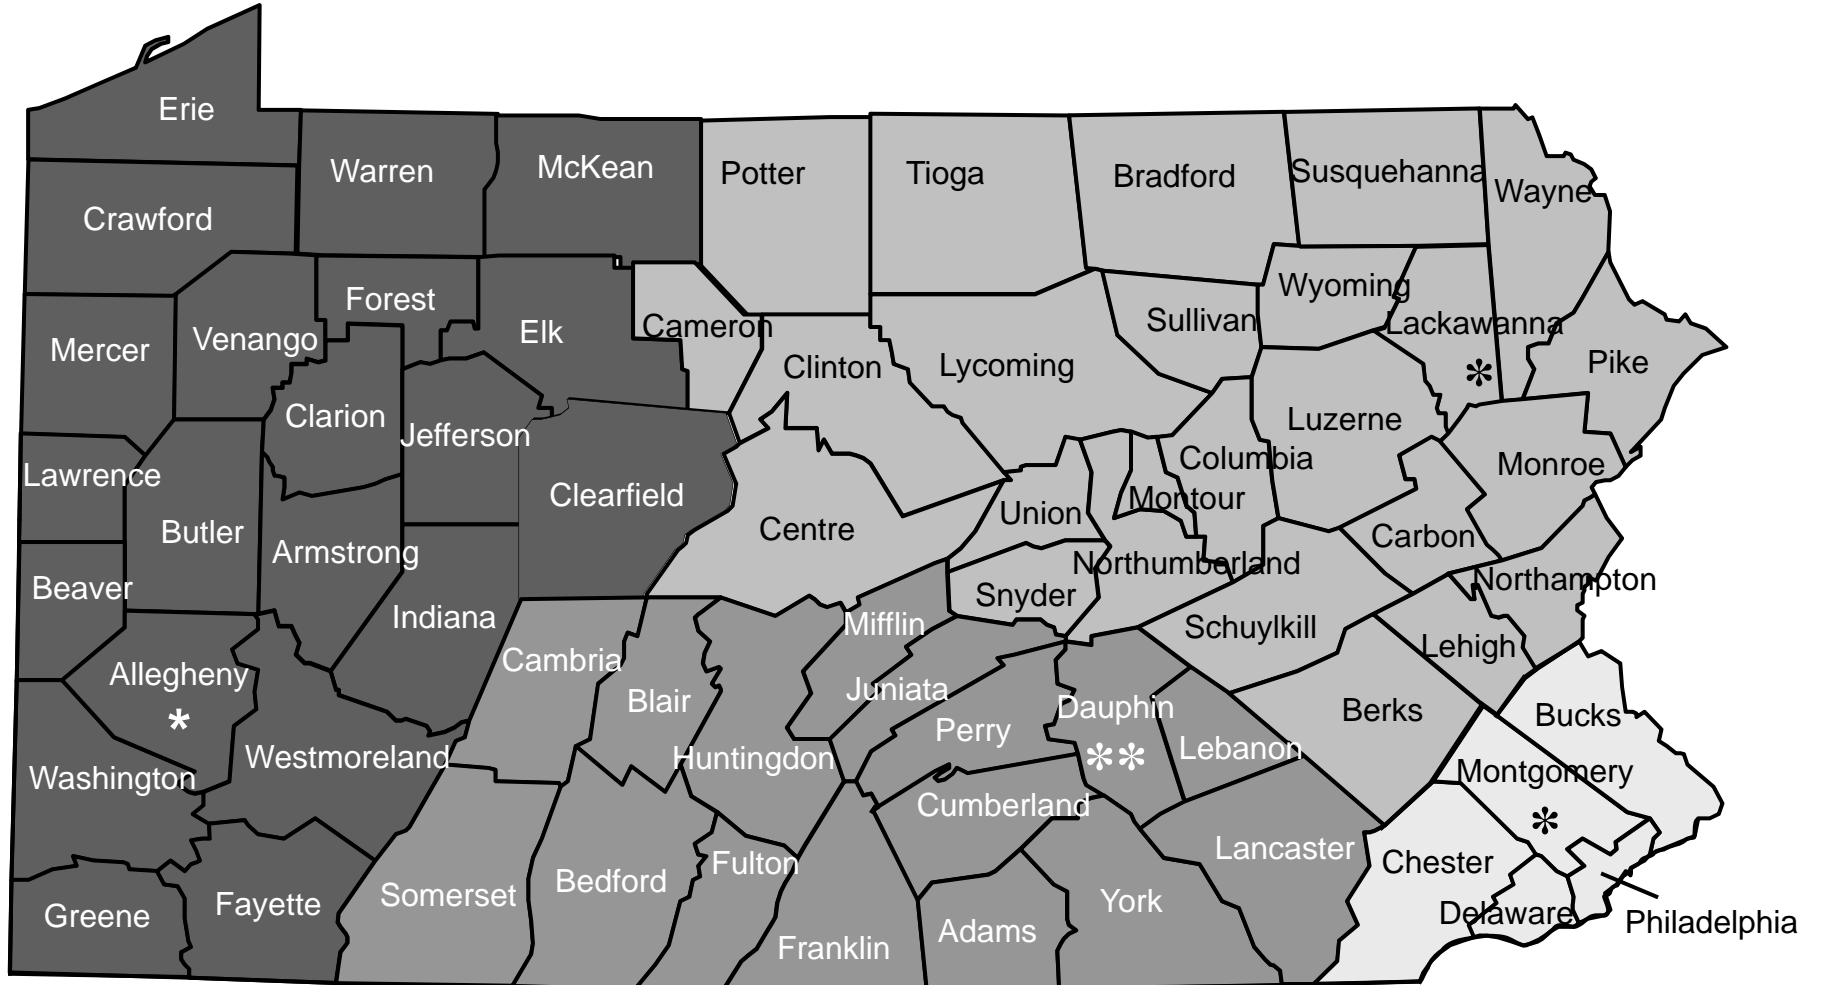 Erie
Warren
McKean
Potter
Tioga
Bradford
Susquehanna
Wayne
Crawford
Forest
Elk
Cameron
Clinton
Lycoming
Sullivan
Wyoming
Lackawanna
*
Pike
Mercer
Venango
Clarion
Jefferson
Clearfield
Centre
Union
Montour
Columbia
Luzerne
Monroe
Lawrence
Butler
Armstrong
Indiana
Snyder
Northumberland
Carbon
Northampton
Beaver
Allegheny
*
Cambria
Blair
Huntingdon
Mifflin
Juniata
Perry
Dauphin
**
Lebanon
Schuylkill
Lehigh
Berks
Bucks
Washington
Westmoreland
Cumberland
Montgomery
*
Greene
Fayette
Somerset
Bedford
Fulton
Franklin
Adams
York
Lancaster
Chester
Delaware
Philadelphia